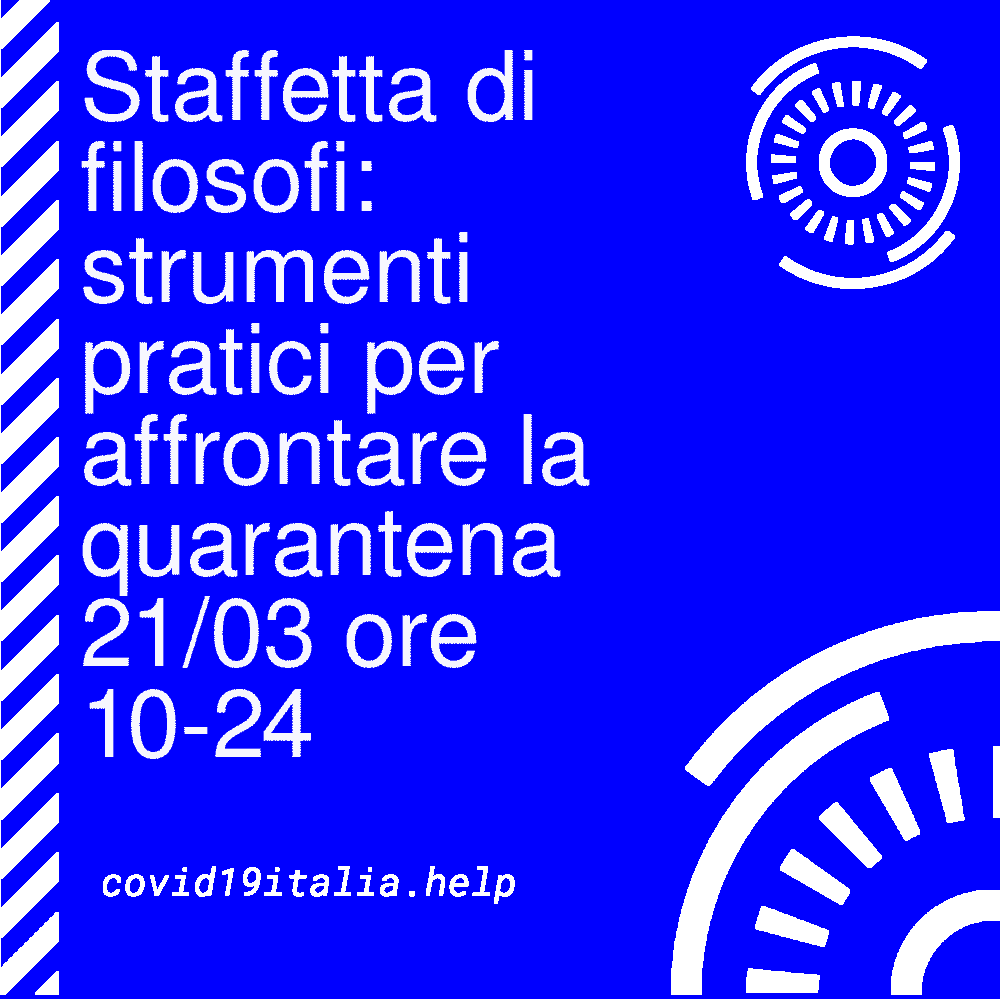 Staffetta di
filosofi:
strumenti
pratici per
affrontare la
quarantena
21/03 ore
10-24
covid19italia.help